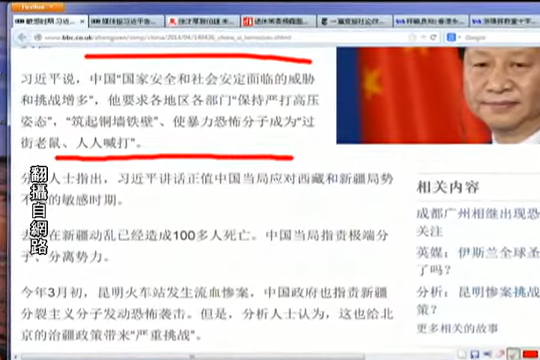 www.bbc.co.uk/zhongwen/simp/china/2014/04/140426_china_xi_terrorism.shtml
习近平说，中国“国家安全和社会安定面临的威胁
和挑战增多”，他要求各地区各部门“保持严打高压
姿态”，“筑起铜墙铁壁”、使暴力恐怖分子成为“过
街老鼠、人人喊打”。
分 人士指出，习近平讲话正值中国当局应对西藏和新疆局势
不 的敏感时期。
去 在新疆动乱已经造成100多人死亡。中国当局指责极端分
子、分离势力。
今年3月初，昆明火车站发生流血惨案，中国政府也指责新疆
分裂主义分子发动恐怖袭击。但是，分析人士认为，这也给北
京的治疆政策带来“严重挑战”。
翻攝自網路
相关内容
成都广州相继出现恐
关注
英媒：伊斯兰全球圣
了吗？
分析：昆明惨案挑战
策？
更多相关的故事